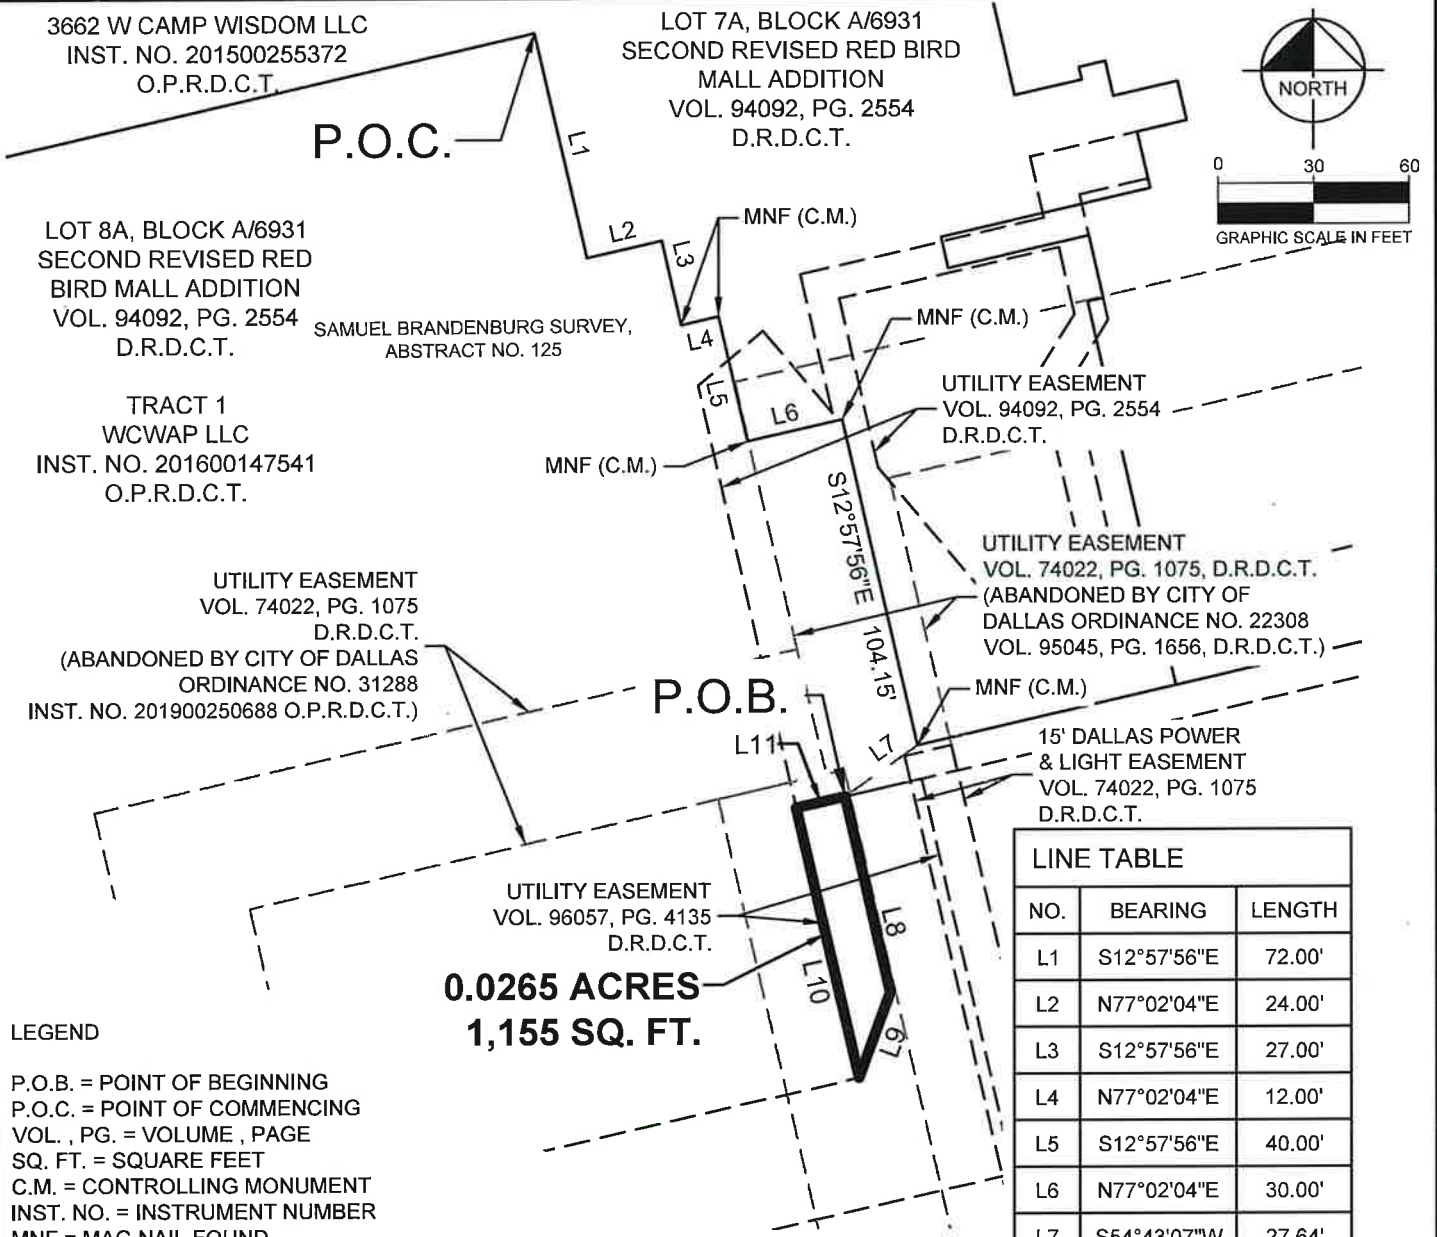 3662 W CAMP WISDOM LLC
INST. NO. 201500255372
O.P.R.D.C.T.
LOT 7A, BLOCK A/6931
SECOND REVISED RED BIRD
MALL ADDITION
VOL. 94092, PG. 2554
D.R.D.C.T.
NORTH
0 30 60
GRAPHIC SCALE IN FEET
P.O.C.
L1
L2
L3
MNF (C.M.)
LOT 8A, BLOCK A/6931
SECOND REVISED RED
BIRD MALL ADDITION
VOL. 94092, PG. 2554
D.R.D.C.T.
SAMUEL BRANDENBURG SURVEY,
ABSTRACT NO. 125
L4
MNF (C.M.)
L5
L6
UTILITY EASEMENT
VOL. 94092, PG. 2554
D.R.D.C.T.
TRACT 1
WCWAP LLC
INST. NO. 201600147541
O.P.R.D.C.T.
MNF (C.M.)
S12°57'56"E 104.15'
UTILITY EASEMENT
VOL. 74022, PG. 1075, D.R.D.C.T.
(ABANDONED BY CITY OF
DALLAS ORDINANCE NO. 22308
VOL. 95045, PG. 1656, D.R.D.C.T.)
UTILITY EASEMENT
VOL. 74022, PG. 1075
D.R.D.C.T.
(ABANDONED BY CITY OF DALLAS
ORDINANCE NO. 31288
INST. NO. 201900250688 O.P.R.D.C.T.)
P.O.B.
MNF (C.M.)
L11
L7
15' DALLAS POWER
& LIGHT EASEMENT
VOL. 74022, PG. 1075
D.R.D.C.T.
UTILITY EASEMENT
VOL. 96057, PG. 4135
D.R.D.C.T.
L8
L10
L9
0.0265 ACRES
1,155 SQ. FT.
LINE TABLE
NO. BEARING LENGTH
L1 S12°57'56"E 72.00'
L2 N77°02'04"E 24.00'
L3 S12°57'56"E 27.00'
L4 N77°02'04"E 12.00'
L5 S12°57'56"E 40.00'
L6 N77°02'04"E 30.00'
L7 S54°43'07"W 27.64'
LEGEND
P.O.B. = POINT OF BEGINNING
P.O.C. = POINT OF COMMENCING
VOL. , PG. = VOLUME , PAGE
SQ. FT. = SQUARE FEET
C.M. = CONTROLLING MONUMENT
INST. NO. = INSTRUMENT NUMBER
MNF = MAG NAIL FOUND